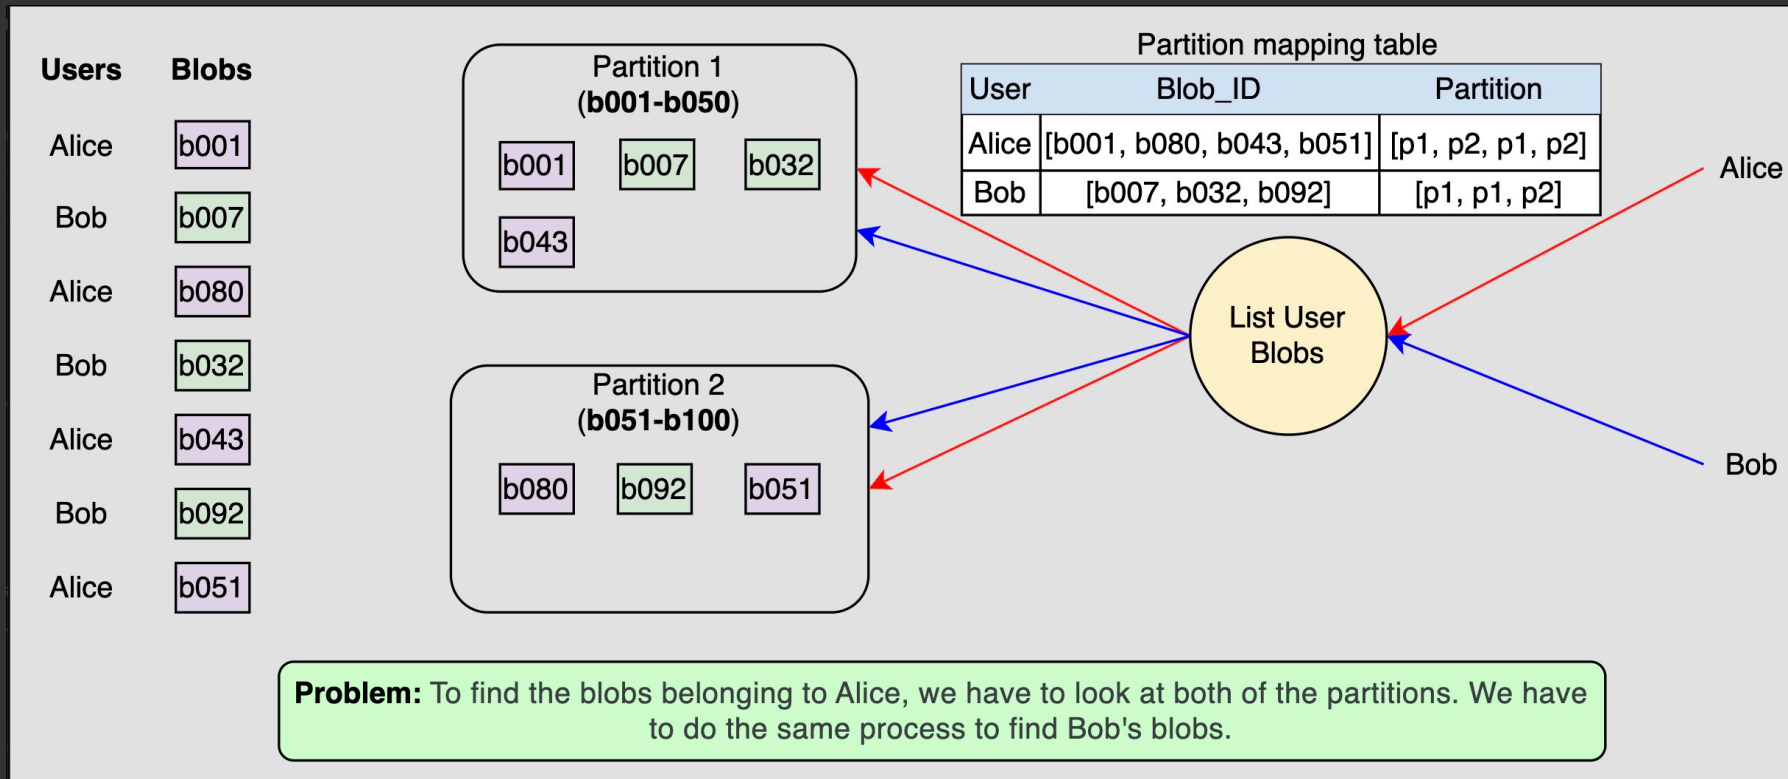 Users Blobs
Alice b001
Bob b007
Alice b080
Bob b032
Alice b043
Bob b092
Alice b051
Partition 1
(b001-b050)
b001 b007 b032
b043
Partition 2
(b051-b100)
b080 b092 b051
Partition mapping table
User Blob_ID Partition
Alice [b001, b080, b043, b051] [p1, p2, p1, p2]
Bob [b007, b032, b092] [p1, p1, p2]
List User
Blobs
Alice
Bob
Problem: To find the blobs belonging to Alice, we have to look at both of the partitions. We have
to do the same process to find Bob's blobs.